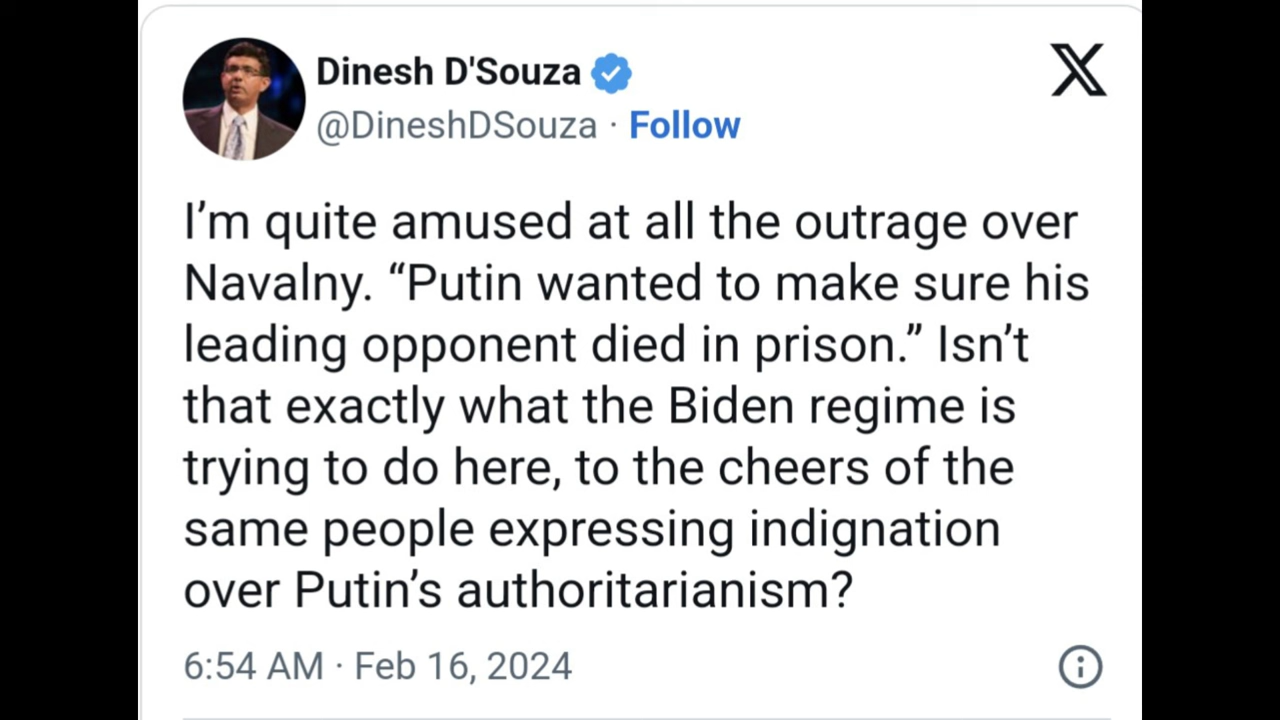 Dinesh D'Souza
@DineshDSouza · Follow
I’m quite amused at all the outrage over
Navalny. “Putin wanted to make sure his
leading opponent died in prison.” Isn’t
that exactly what the Biden regime is
trying to do here, to the cheers of the
same people expressing indignation
over Putin’s authoritarianism?
6:54 AM · Feb 16, 2024